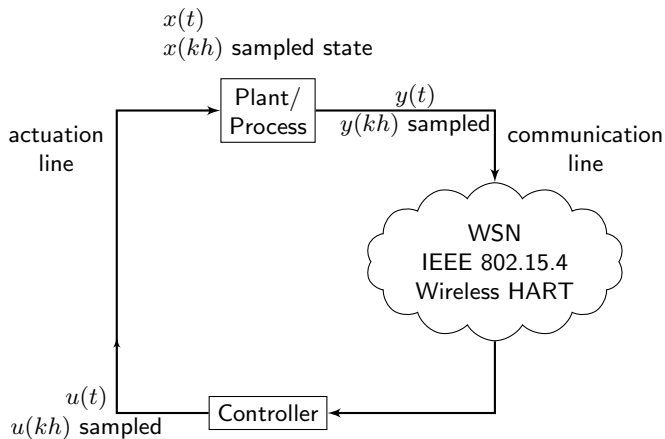 x(t)
x(kh) sampled state
Plant/
Process
y(t)
y(kh) sampled
actuation
line
communication
line
WSN
IEEE 802.15.4
Wireless HART
u(t)
u(kh) sampled
Controller